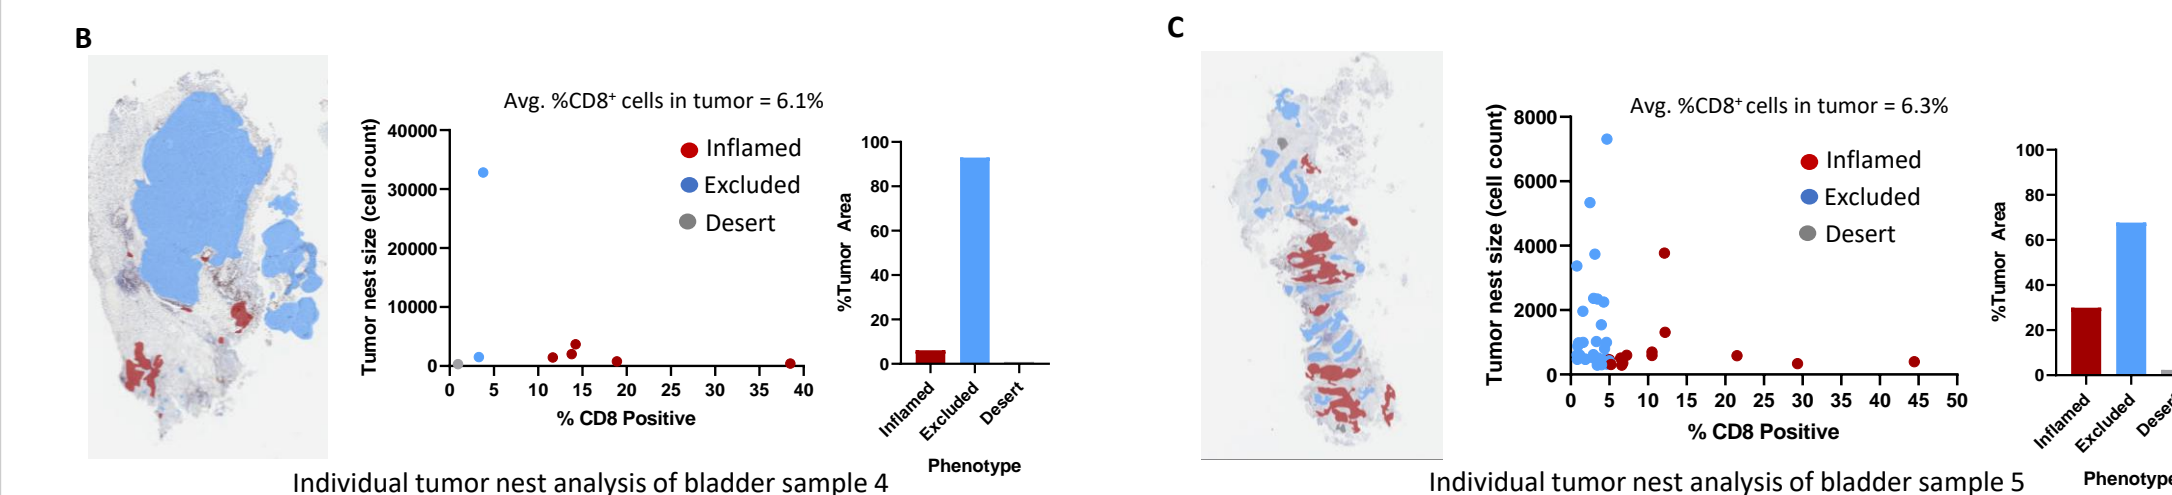 B
Avg. %CD8+ cells in tumor = 6.1%
Tumor nest size (cell count)
40000
30000
20000
10000
0
0 5 10 15 20 25 30 35 40
% CD8 Positive
Inflamed
Excluded
Desert
%Tumor Area
100
80
60
40
20
0
Inflamed
Excluded
Desert
Phenotype
Individual tumor nest analysis of bladder sample 4
C
Avg. %CD8+ cells in tumor = 6.3%
Tumor nest size (cell count)
8000
6000
4000
2000
0
0 5 10 15 20 25 30 35 40 45 50
% CD8 Positive
Inflamed
Excluded
Desert
%Tumor Area
100
80
60
40
20
0
Inflamed
Excluded
Deser
Phenotype
Individual tumor nest analysis of bladder sample 5